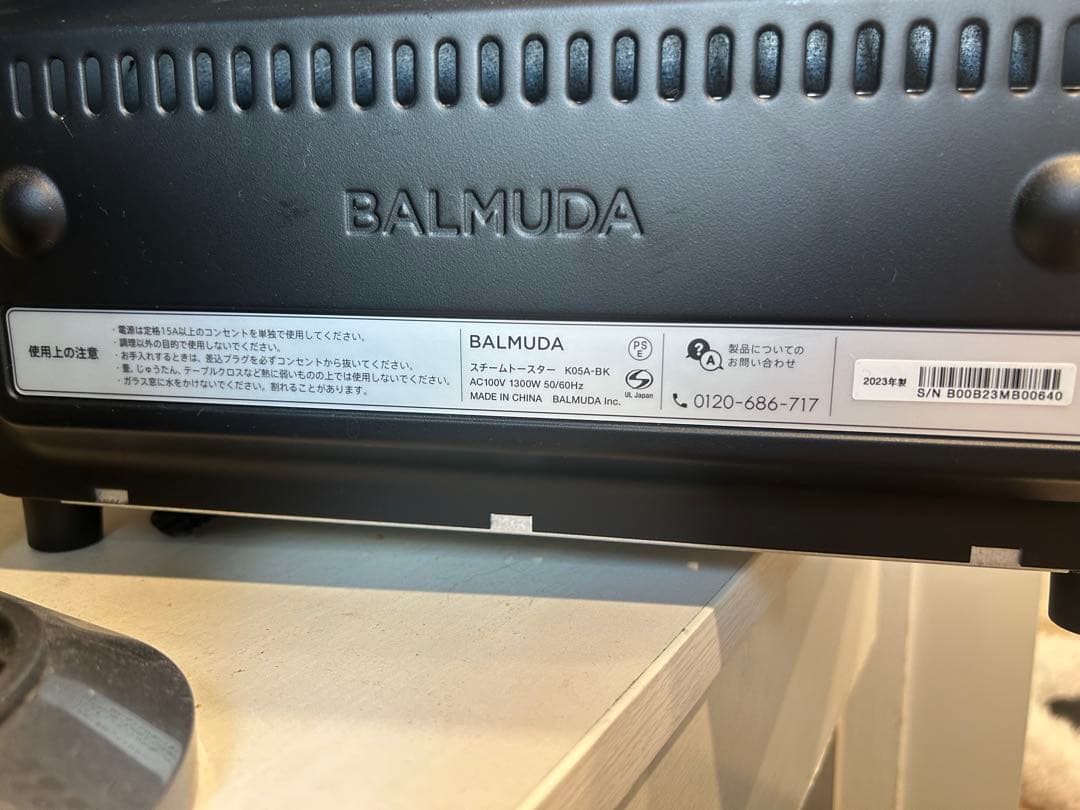 BALMUDA
使用上の注意
・電源は定格15A以上のコンセントを単独で使用してください。
・調理以外の目的で使用しないでください。
・お手入れするときは、差込プラグを必ずコンセントから抜いてください。
・畳、じゅうたん、テーブルクロスなど熱に弱いものの上では使用しないでください。
・ガラス窓に水をかけないでください。割れることがあります。
BALMUDA
スチームトースター K05A-BK
AC100V 1300W 50/60Hz
MADE IN CHINA BALMUDA Inc.
PS
E
UL Japan
?
A
製品についての
お問い合わせ
0120-686-717
2023年製
S/N B00B23MB00640